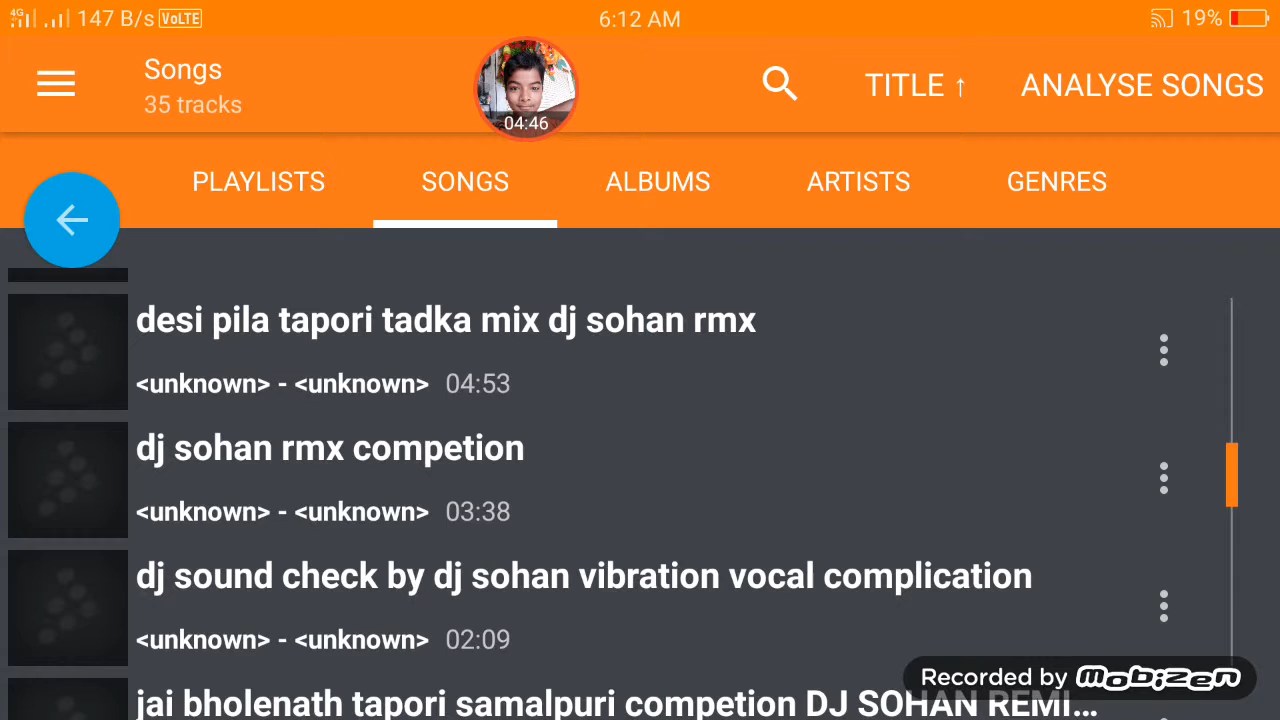 4G 147 B/s VoLTE 6:12 AM 19%
Songs
35 tracks
04:46
TITLE ↑ ANALYSE SONGS
PLAYLISTS SONGS ALBUMS ARTISTS GENRES
desi pila tapori tadka mix dj sohan rmx
<unknown> - <unknown> 04:53
dj sohan rmx competion
<unknown> - <unknown> 03:38
dj sound check by dj sohan vibration vocal complication
<unknown> - <unknown> 02:09
Recorded by mobizen
jai bholenath tapori samalpuri competion DJ SOHAN REMI...